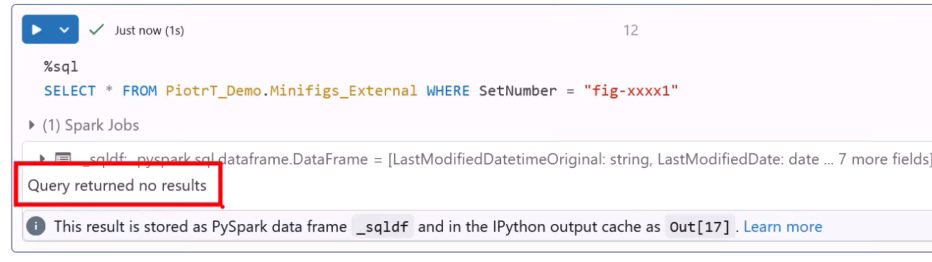 Just now (1s)
12
%sql
SELECT * FROM PiotrT_Demo.Minifigs_External WHERE SetNumber = "fig-xxxx1"
(1) Spark Jobs
_sqldf: pyspark.sql.dataframe.DataFrame = [LastModifiedDatetimeOriginal: string, LastModifiedDate: date ... 7 more fields]
Query returned no results
This result is stored as PySpark data frame _sqldf and in the IPython output cache as Out[17]. Learn more